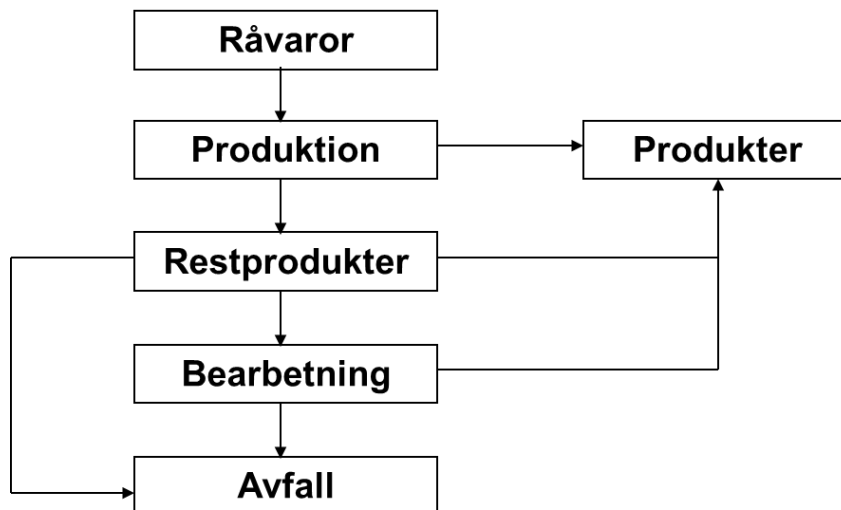 Råvaror
Produktion
Produkter
Restprodukter
Bearbetning
Avfall